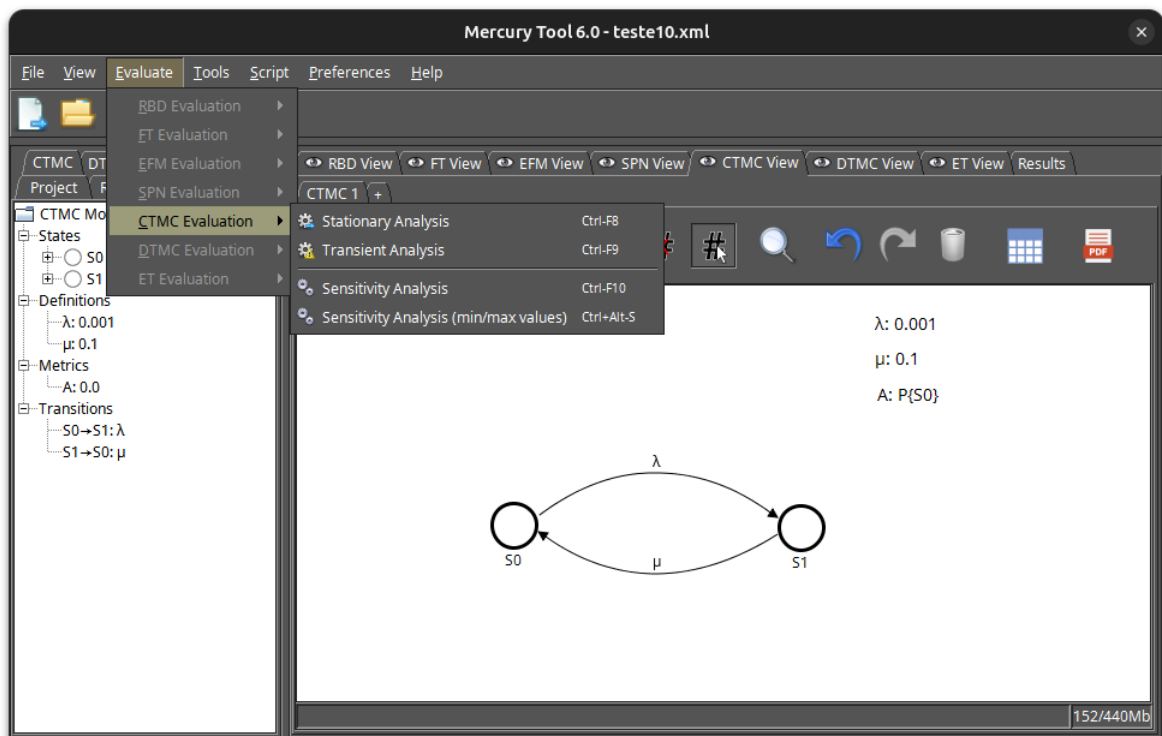 Mercury Tool 6.0 - teste10.xml
File View Evaluate Tools Script Preferences Help
RBD Evaluation
FT Evaluation
EFM Evaluation
SPN Evaluation
CTMC Evaluation
DTMC Evaluation
ET Evaluation
Stationary Analysis Ctrl-F8
Transient Analysis Ctrl-F9
Sensitivity Analysis Ctrl-F10
Sensitivity Analysis (min/max values) Ctrl+Alt-S
CTMC DT
Project R
RBD View FT View EFM View SPN View CTMC View DTMC View ET View Results
CTMC 1 +
# PDF
CTMC Mo
States
S0
S1
Definitions
λ: 0.001
μ: 0.1
Metrics
A: 0.0
Transitions
S0→S1: λ
S1→S0: μ
λ: 0.001
μ: 0.1
A: P{S0}
λ
S0
μ
S1
152/440Mb